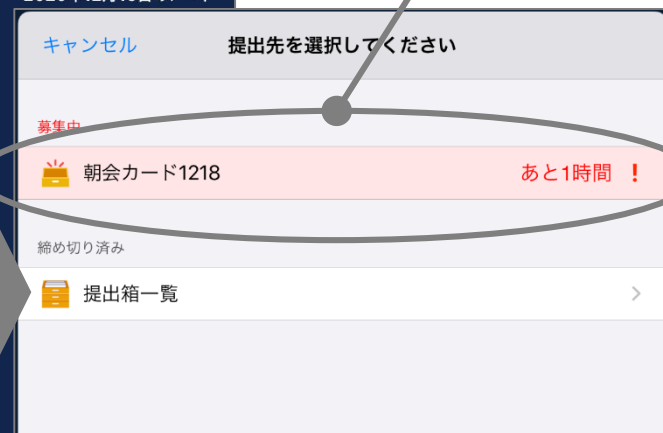 キャンセル 提出先を選択してください
募集中
朝会カード1218 あと1時間 !
締め切り済み
提出箱一覧